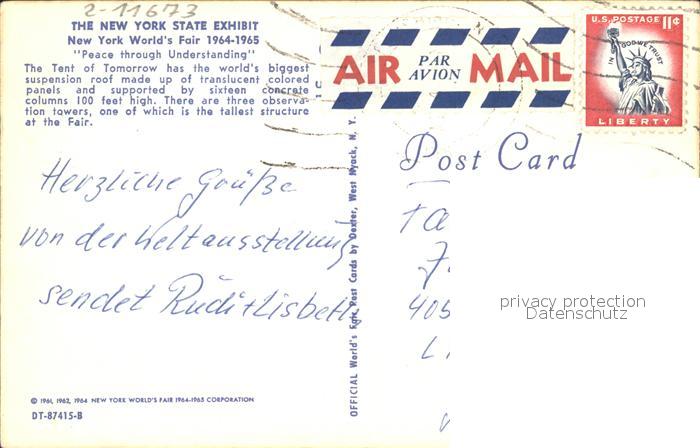 2-11673
THE NEW YORK STATE EXHIBIT
New York World's Fair 1964-1965
"Peace through Understanding"
The Tent of Tomorrow has the world's biggest
suspension roof made up of translucent colored
panels and supported by sixteen concrete
columns 100 feet high. There are three observa-
tion towers, one of which is the tallest structure
at the Fair.
AIR PAR AVION MAIL
U.S. POSTAGE 11¢
IN GOD WE TRUST
LIBERTY
Post Card
Herzliche Grüße
von der Weltausstellung
sendet Rudi + Lisbeth
OFFICIAL World's Fair Post Cards by Dexter, West Nyack, N. Y.
405
privacy protection
Datenschutz
© 1961, 1962, 1964 NEW YORK WORLD'S FAIR 1964-1965 CORPORATION
DT-87415-B